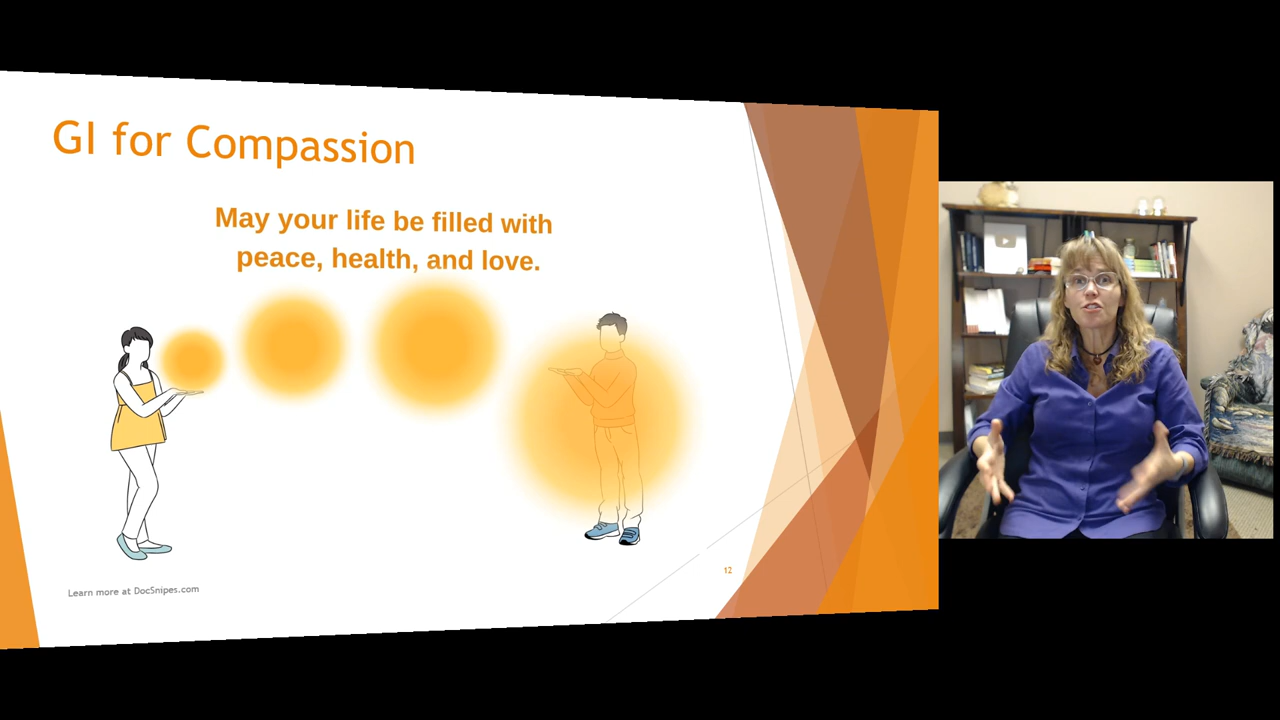 GI for Compassion
May your life be filled with
peace, health, and love.
Learn more at DocSnipes.com
12